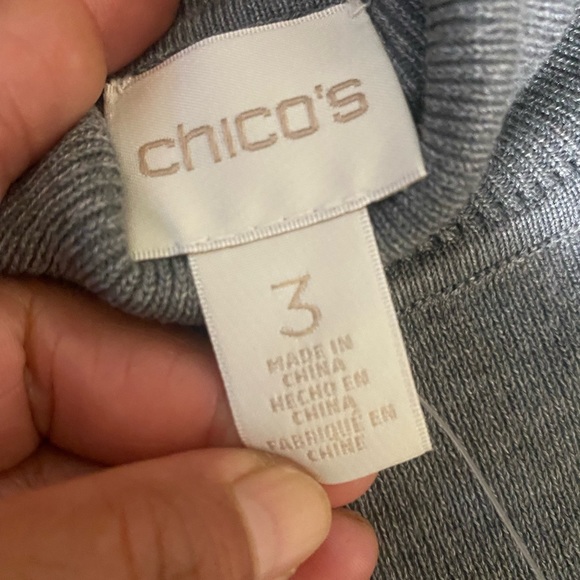 chico's
3
MADE IN
CHINA
HECHO EN
CHINA
FABRIQUÉ EN
CHINE